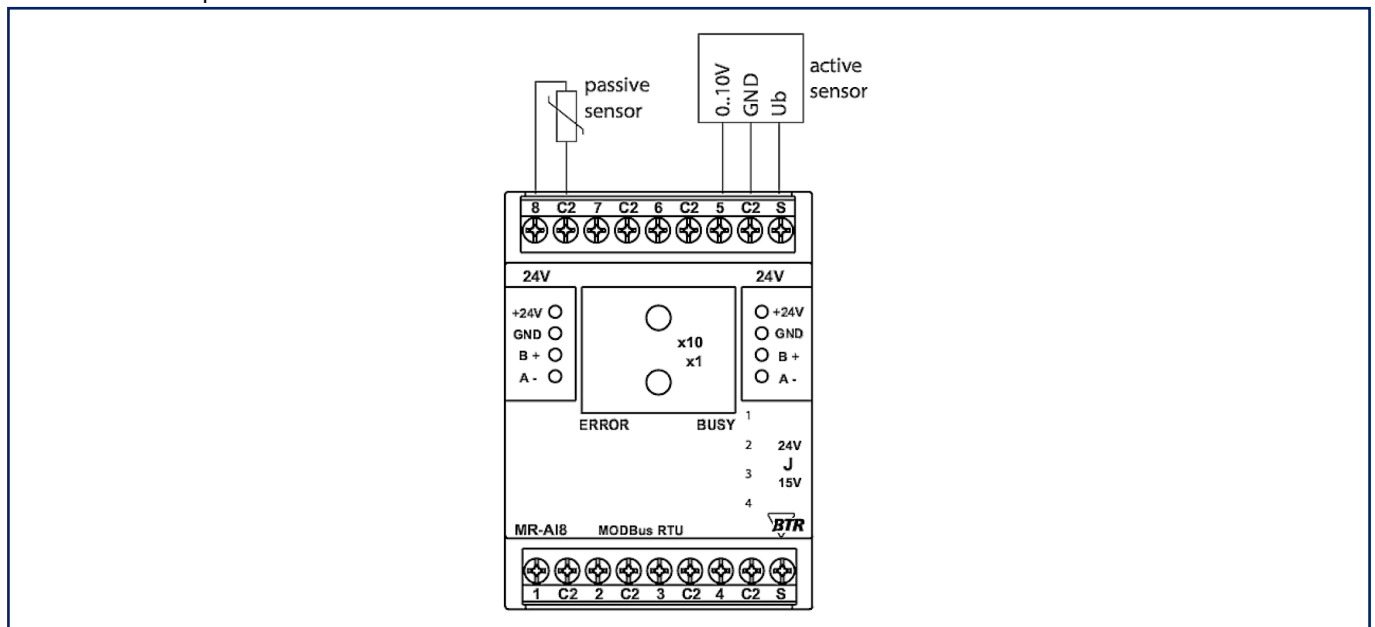 passive
sensor
0..10V
GND
Ub
active
sensor
8 C2 7 C2 6 C2 5 C2 S
24V
24V
+24V
GND
B +
A -
x10
x1
+24V
GND
B +
A -
ERROR
BUSY
1
2
3
4
24V
J
15V
MR-AI8
MODBus RTU
BTR
1 C2 2 C2 3 C2 4 C2 S